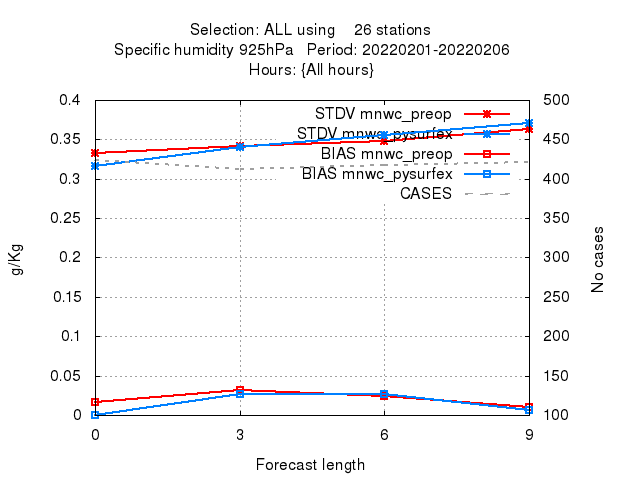 Selection: ALL using 26 stations
Specific humidity 925hPa Period: 20220201-20220206
Hours: {All hours}
0.4
0.35
0.3
0.25
0.2
0.15
0.1
0.05
0
500
450
400
350
300
250
200
150
100
STDV mnwc_preop
STDV mnwc_pysurfex
BIAS mnwc_preop
BIAS mnwc_pysurfex
CASES
g/Kg
No cases
0 3 6 9
Forecast length